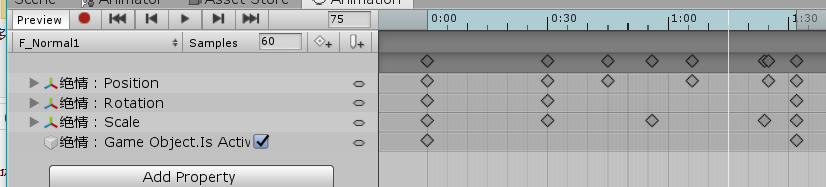 Scene Animator Asset Store Animation
Preview 75 0:00 0:30 1:00 1:30
F_Normal1 Samples 60
绝情 : Position
绝情 : Rotation
绝情 : Scale
绝情 : Game Object.Is Activ
Add Property